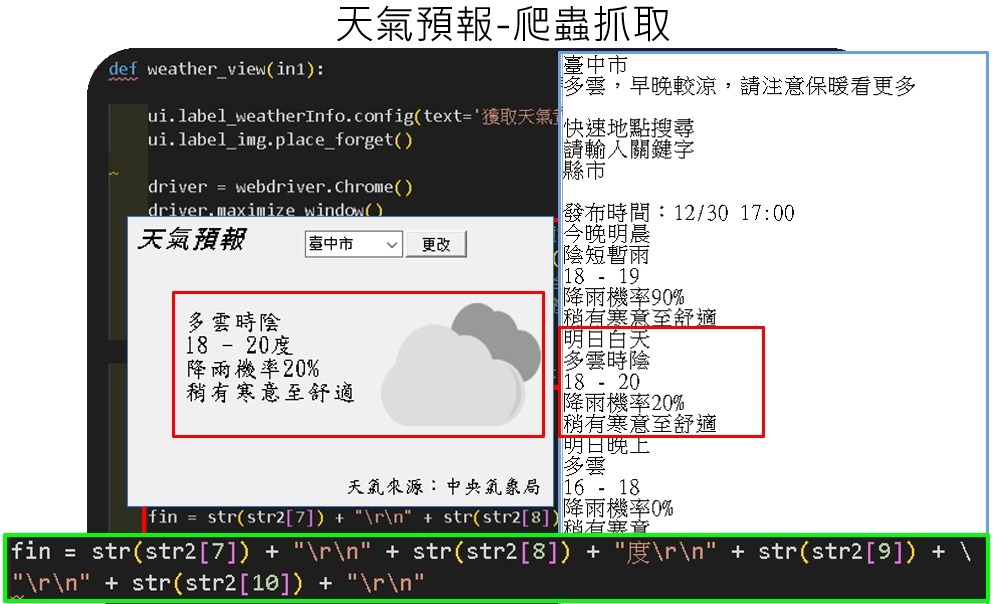 天氣預報-爬蟲抓取
def weather_view(in1):
ui.label_weatherInfo.config(text='獲取天氣
ui.label_img.place_forget()
driver = webdriver.Chrome()
driver.maximize_window()
天氣預報
臺中市
更改
多雲時陰
18 - 20度
降雨機率20%
稍有寒意至舒適
天氣來源：中央氣象局
fin = str(str2[7]) + "\r\n" + str(str2[8])
臺中市
多雲，早晚較涼，請注意保暖看更多
快速地點搜尋
請輸入關鍵字
縣市
發布時間：12/30 17:00
今晚明晨
陰短暫雨
18 - 19
降雨機率90%
稍有寒意至舒適
明日白天
多雲時陰
18 - 20
降雨機率20%
稍有寒意至舒適
明日晚上
多雲
16 - 18
降雨機率0%
稍有寒意
fin = str(str2[7]) + "\r\n" + str(str2[8]) + "度\r\n" + str(str2[9]) + \
"\r\n" + str(str2[10]) + "\r\n"